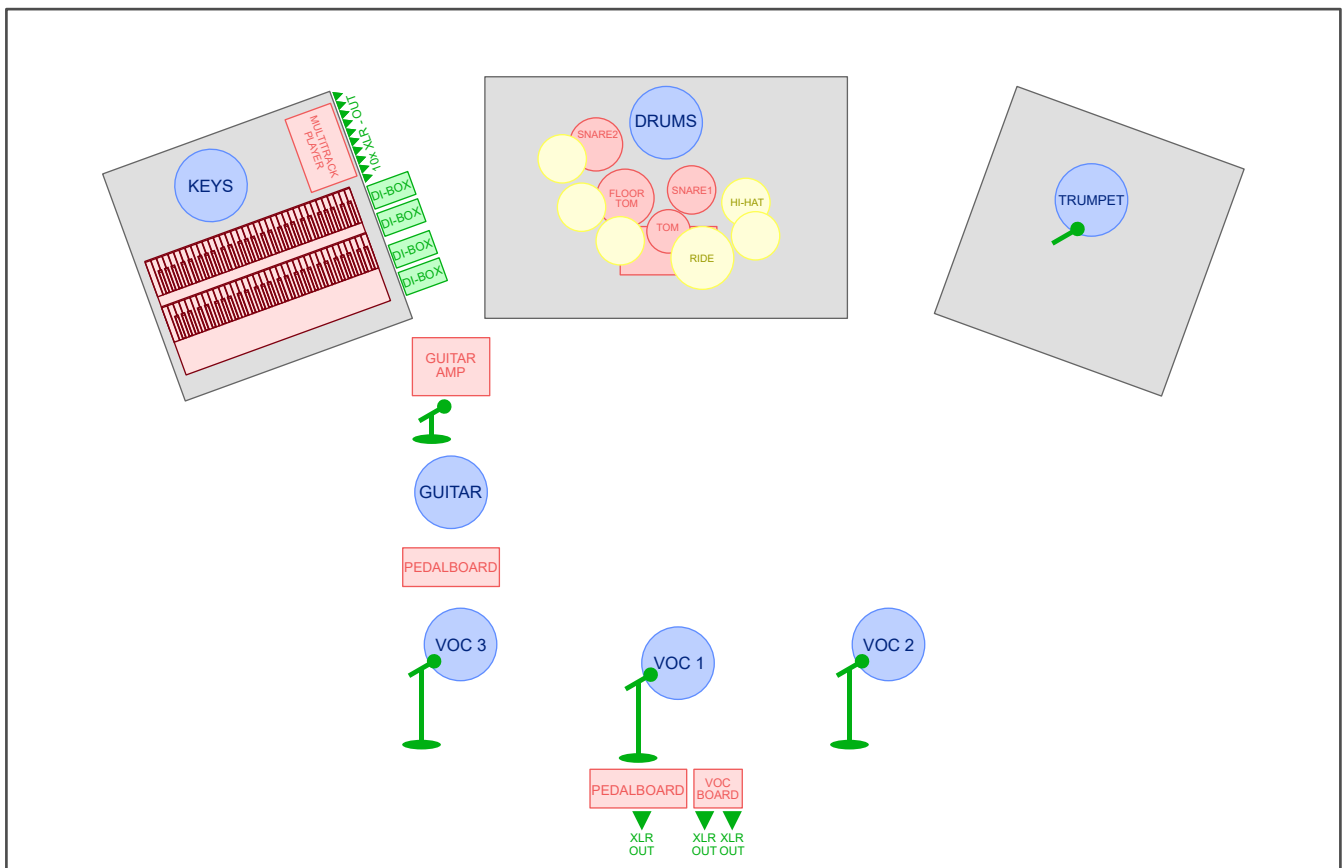 10x XLR - OUT
MULTITRACK
PLAYER
KEYS
DI-BOX
DI-BOX
DI-BOX
DI-BOX
DRUMS
SNARE2
FLOOR
TOM
SNARE1
TOM
HI-HAT
RIDE
TRUMPET
GUITAR
AMP
GUITAR
PEDALBOARD
VOC 3
VOC 1
VOC 2
PEDALBOARD
VOC
BOARD
XLR
OUT
XLR
OUT
XLR
OUT